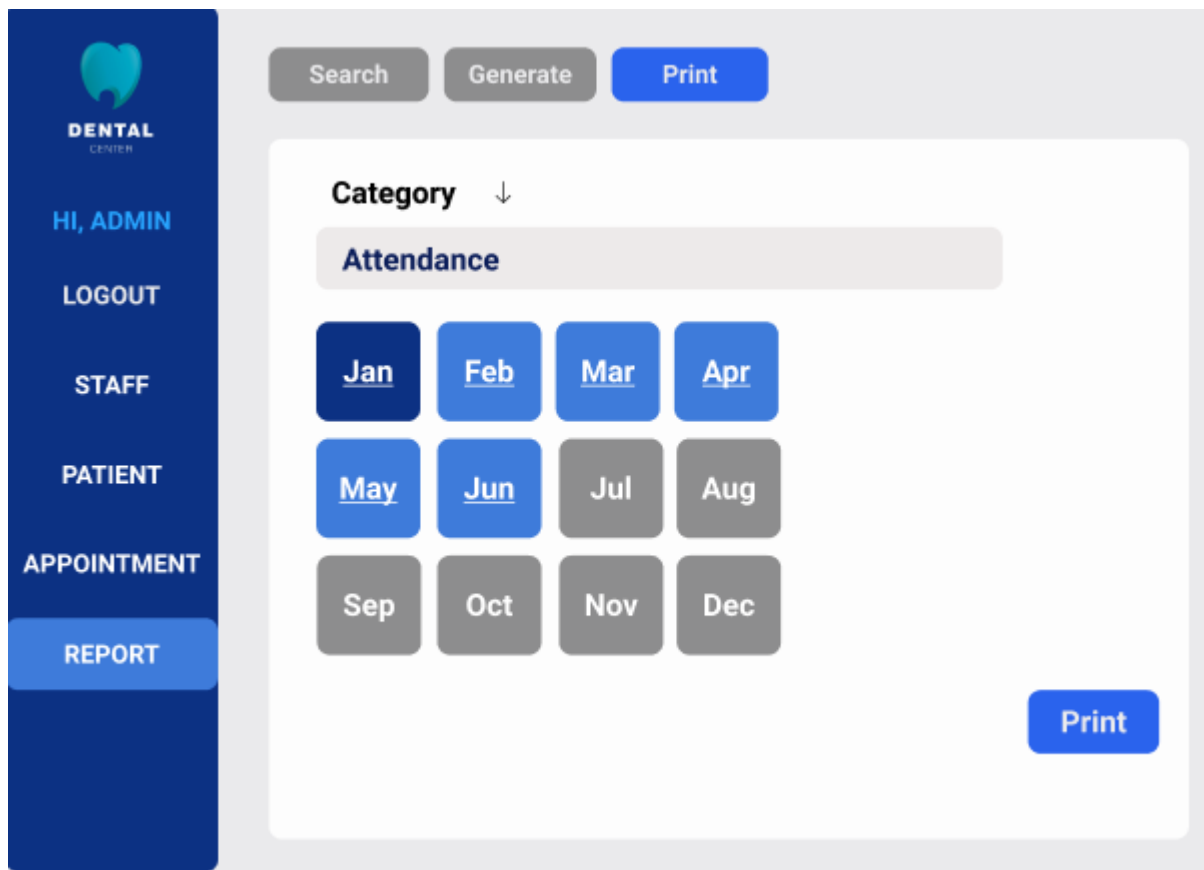 DENTAL
CENTER
HI, ADMIN
LOGOUT
STAFF
PATIENT
APPOINTMENT
REPORT
Search Generate Print
Category ↓
Attendance
Jan Feb Mar Apr
May Jun Jul Aug
Sep Oct Nov Dec
Print